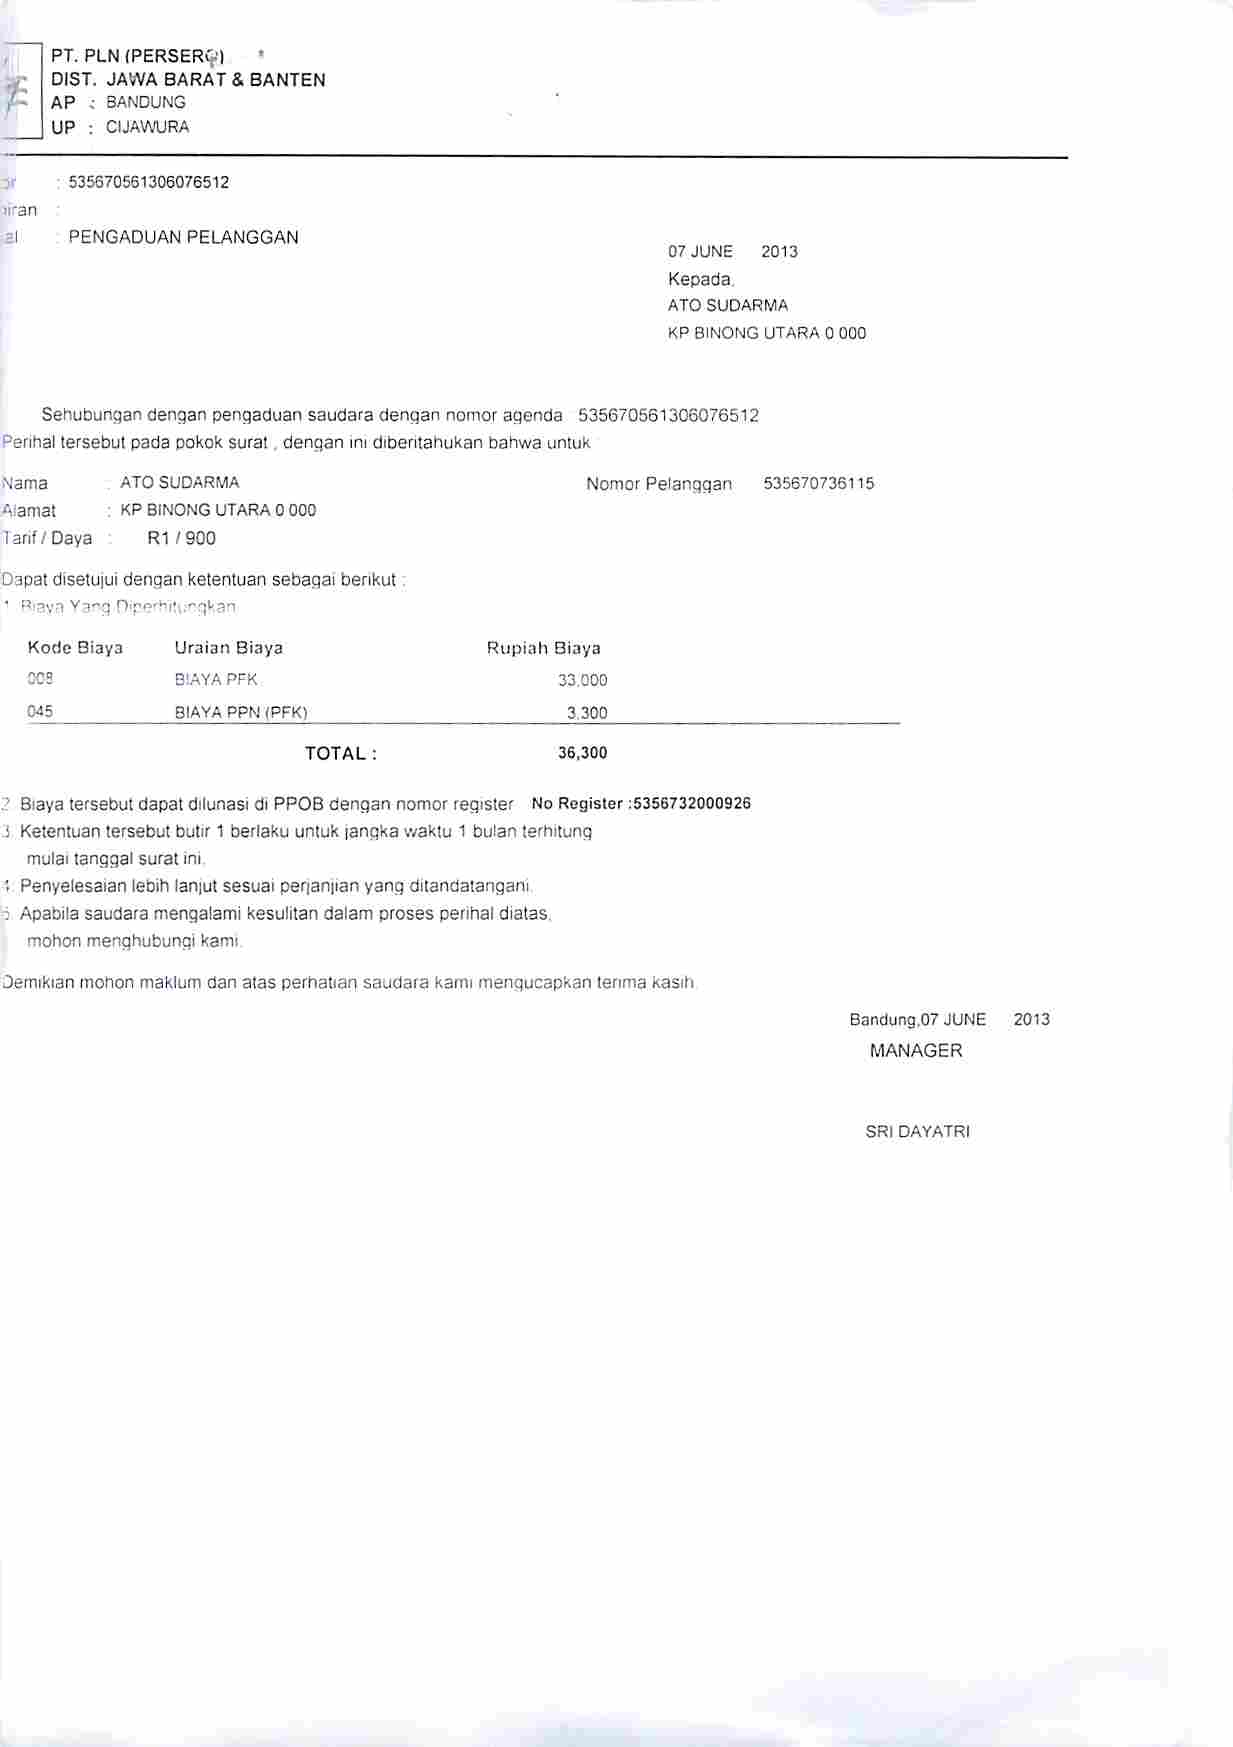 PT. PLN (PERSERO)
DIST. JAWA BARAT & BANTEN
AP : BANDUNG
UP : CIJAWURA
: 535670561306076512
iran :
al : PENGADUAN PELANGGAN
07 JUNE 2013
Kepada,
ATO SUDARMA
KP BINONG UTARA 0 000
Sehubungan dengan pengaduan saudara dengan nomor agenda 535670561306076512
Perihal tersebut pada pokok surat , dengan ini diberitahukan bahwa untuk
Nama : ATO SUDARMA Nomor Pelanggan 535670736115
Alamat : KP BINONG UTARA 0 000
Tarif / Daya : R1 / 900
Dapat disetujui dengan ketentuan sebagai berikut :
1. Biaya Yang Diperhitungkan
Kode Biaya Uraian Biaya Rupiah Biaya
BIAYA PFK 33,000
045 BIAYA PPN (PFK) 3,300
TOTAL : 36,300
2. Biaya tersebut dapat dilunasi di PPOB dengan nomor register No Register :5356732000926
3. Ketentuan tersebut butir 1 berlaku untuk jangka waktu 1 bulan terhitung
mulai tanggal surat ini.
4. Penyelesaian lebih lanjut sesuai perjanjian yang ditandatangani.
5. Apabila saudara mengalami kesulitan dalam proses perihal diatas,
mohon menghubungi kami.
Demikian mohon maklum dan atas perhatian saudara kami mengucapkan terima kasih.
Bandung,07 JUNE 2013
MANAGER
SRI DAYATRI